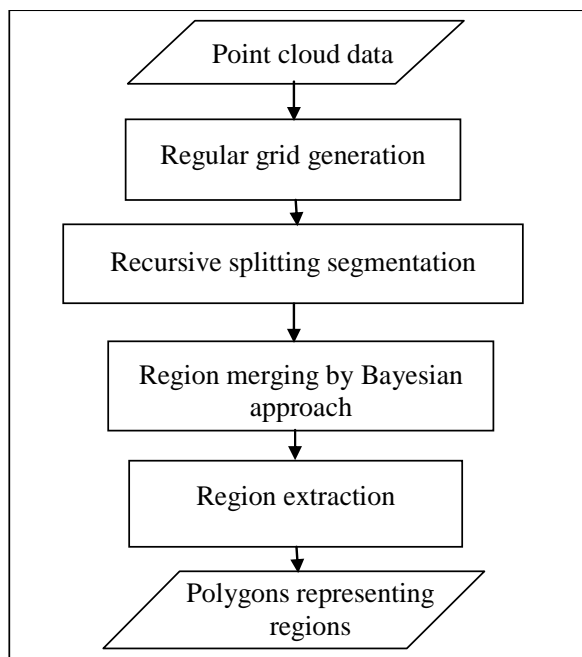 Point cloud data
Regular grid generation
Recursive splitting segmentation
Region merging by Bayesian
approach
Region extraction
Polygons representing
regions